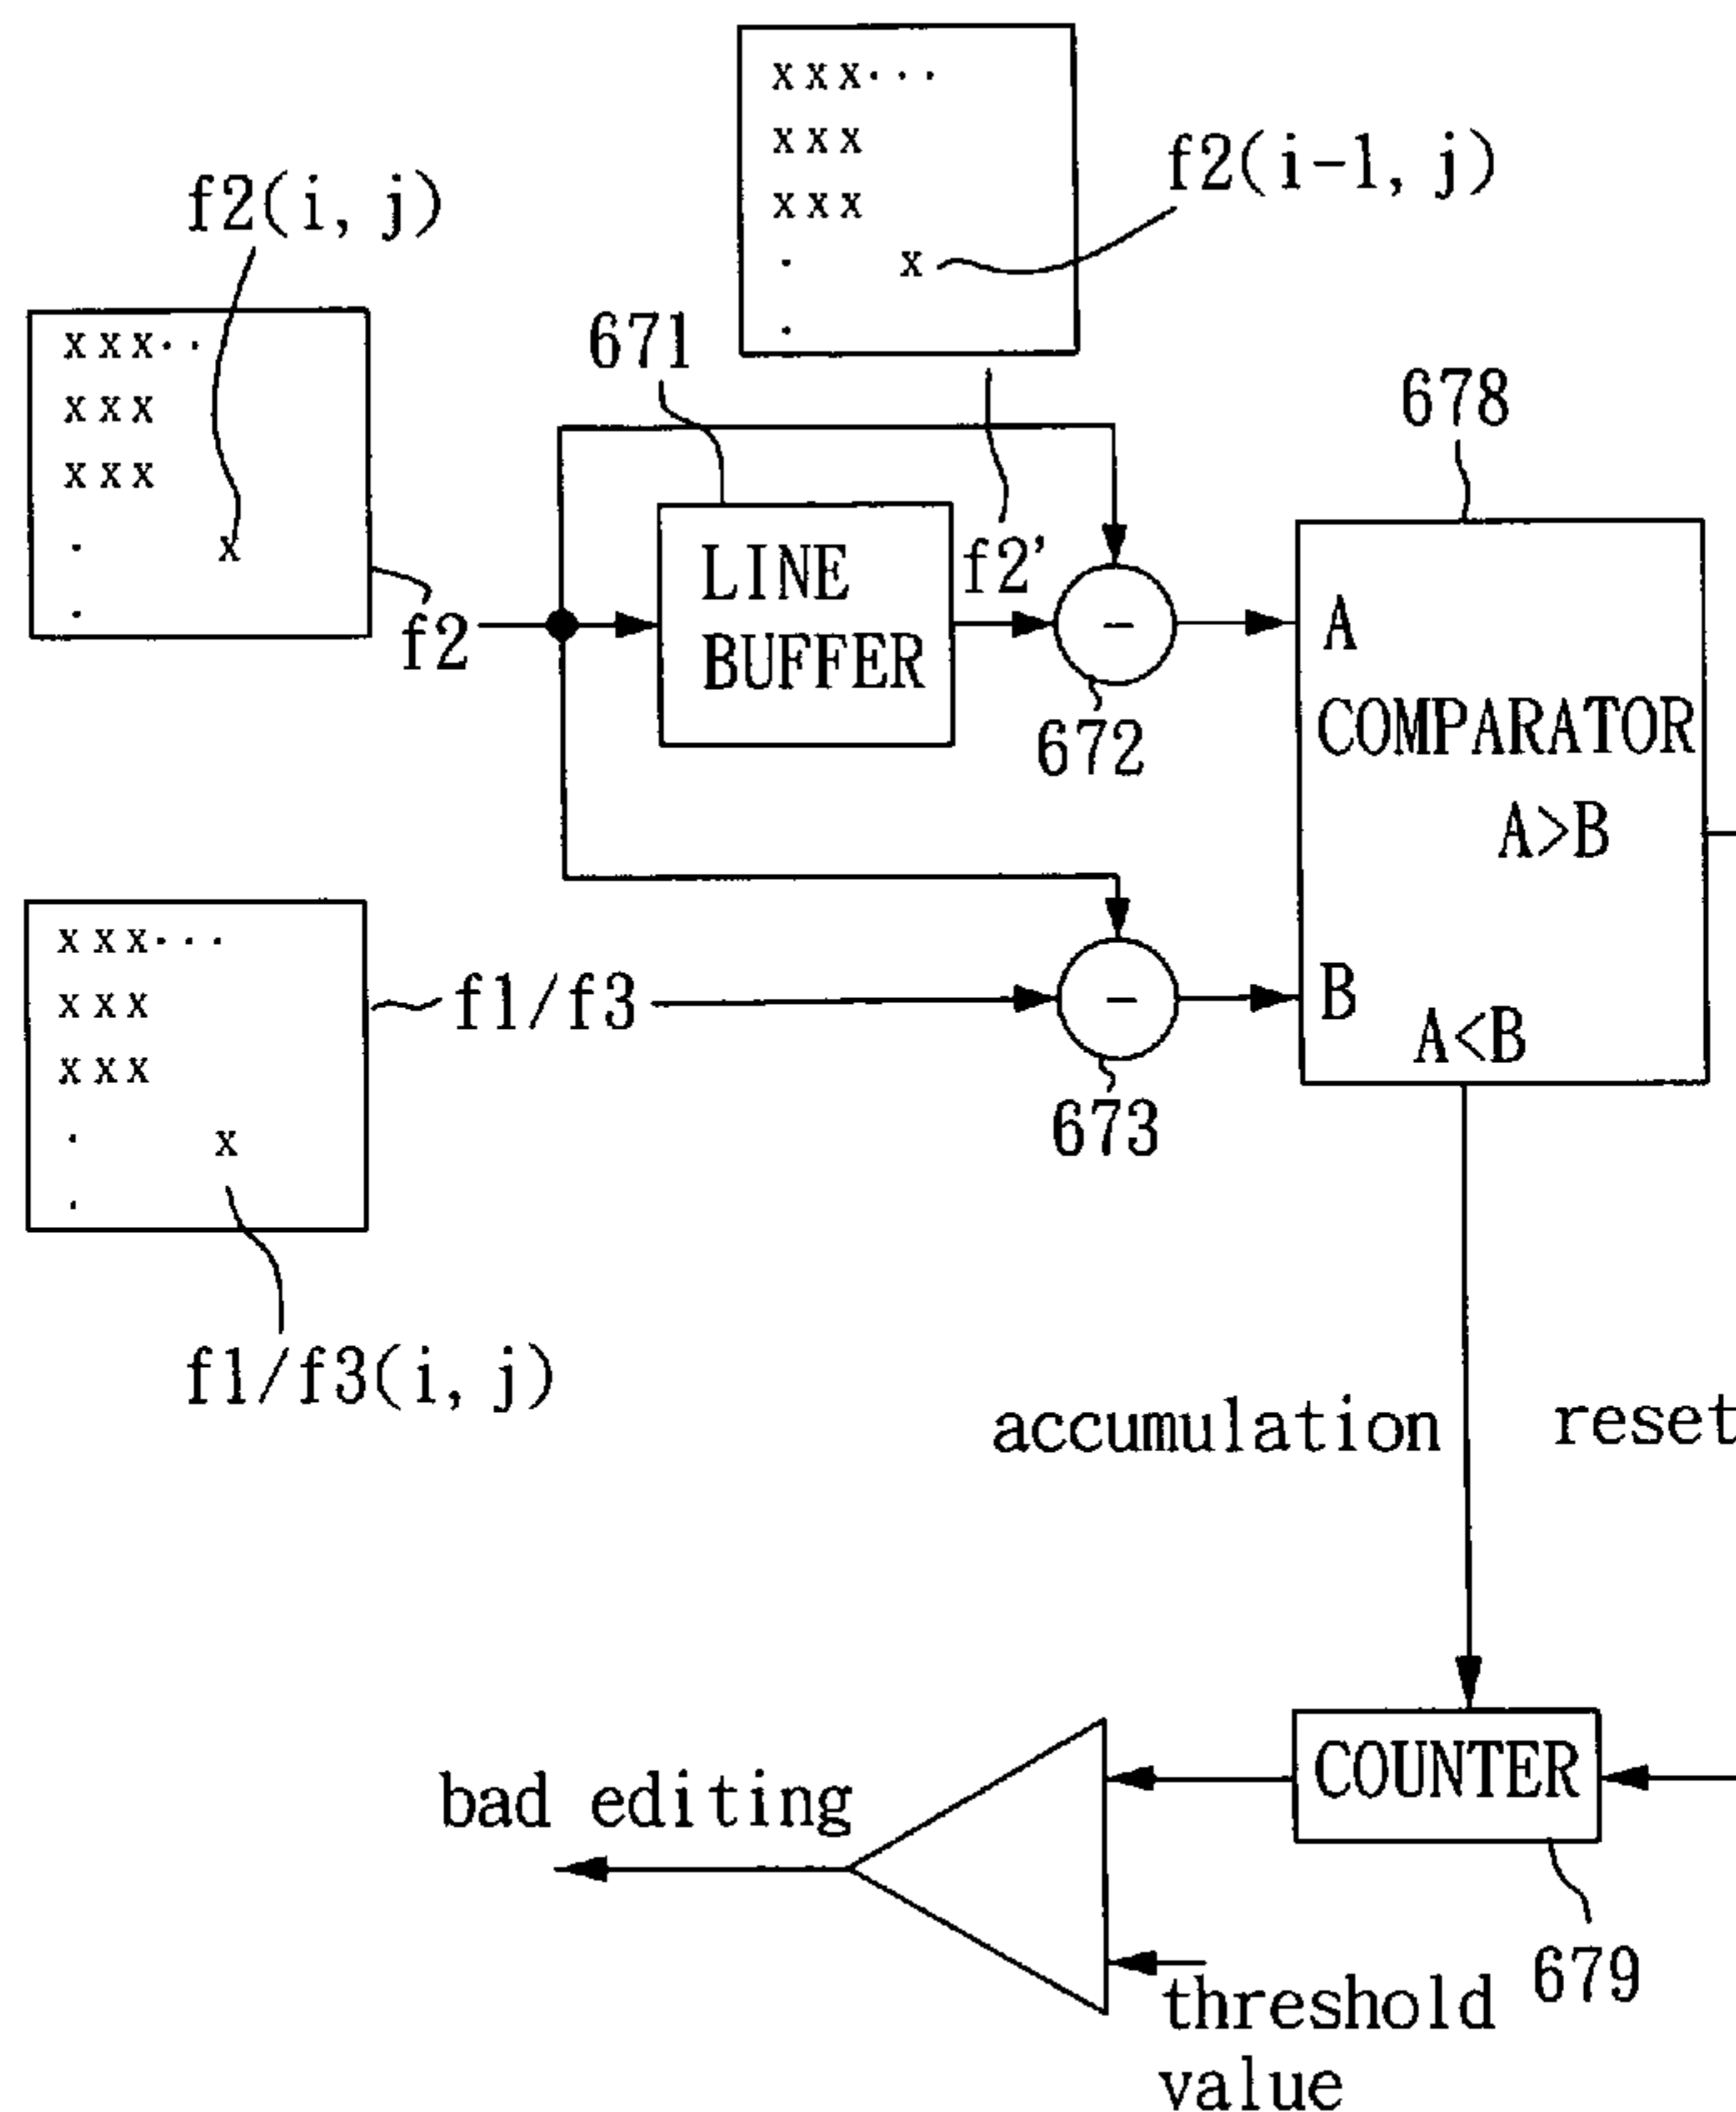 xxx···
xxx
xxx
·
x
·
f2(i-1, j)
f2(i, j)
xxx··
xxx
xxx
·
x
·
671
678
f2'
LINE
BUFFER
f2
-
A
672
COMPARATOR
A>B
xxx···
xxx
xxx
·
x
·
f1/f3
-
B
A<B
673
f1/f3(i, j)
accumulation
reset
COUNTER
bad editing
679
threshold
value